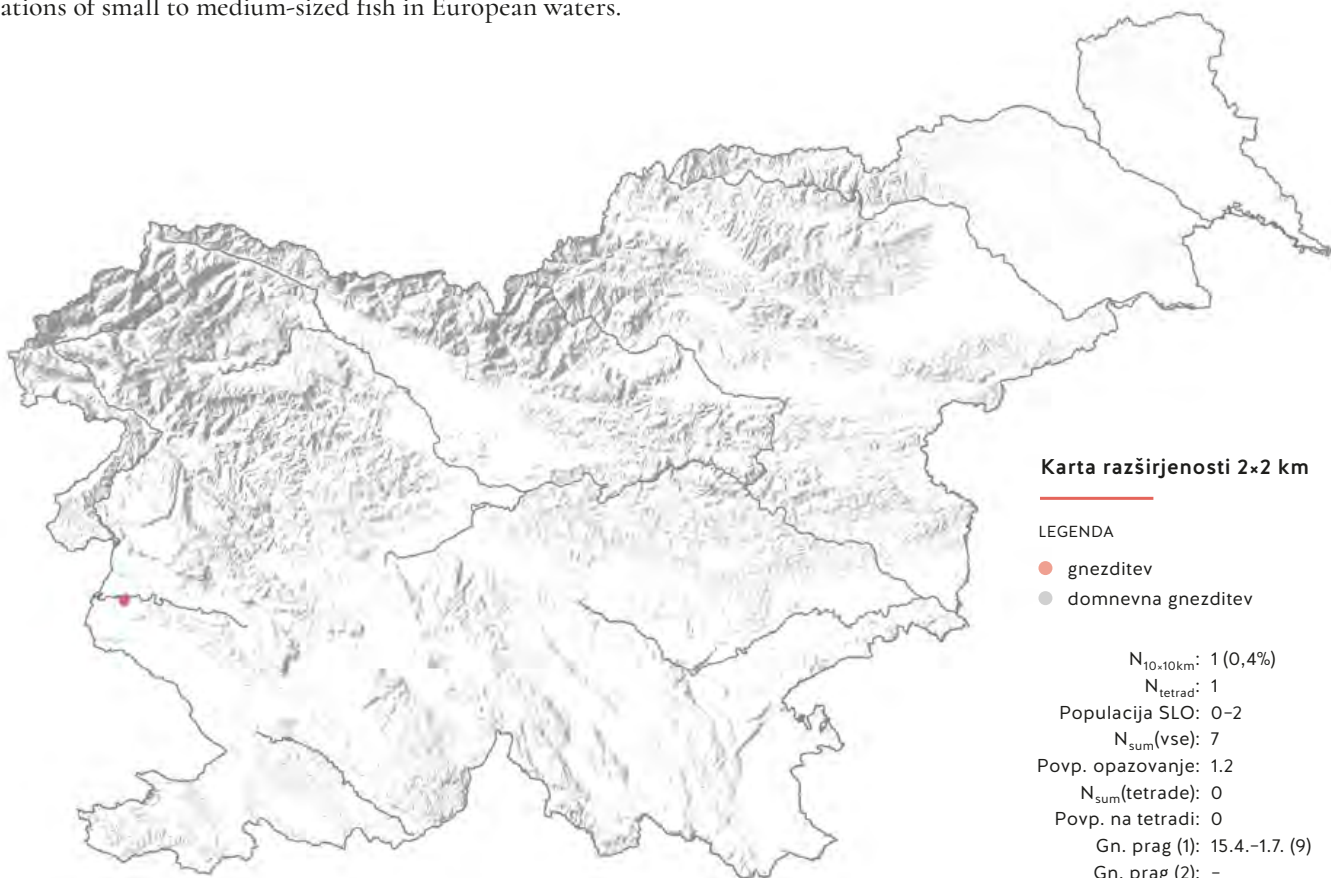 ations of small to medium-sized fish in European waters.
Karta razširjenosti 2×2 km
LEGENDA
gnezditev
domnevna gnezditev
N10×10km: 1 (0,4%)
Ntetrad: 1
Populacija SLO: 0–2
Nsum(vse): 7
Povp. opazovanje: 1.2
Nsum(tetrade): 0
Povp. na tetradi: 0
Gn. prag (1): 15.4.–1.7. (9)
Gn. prag (2): –